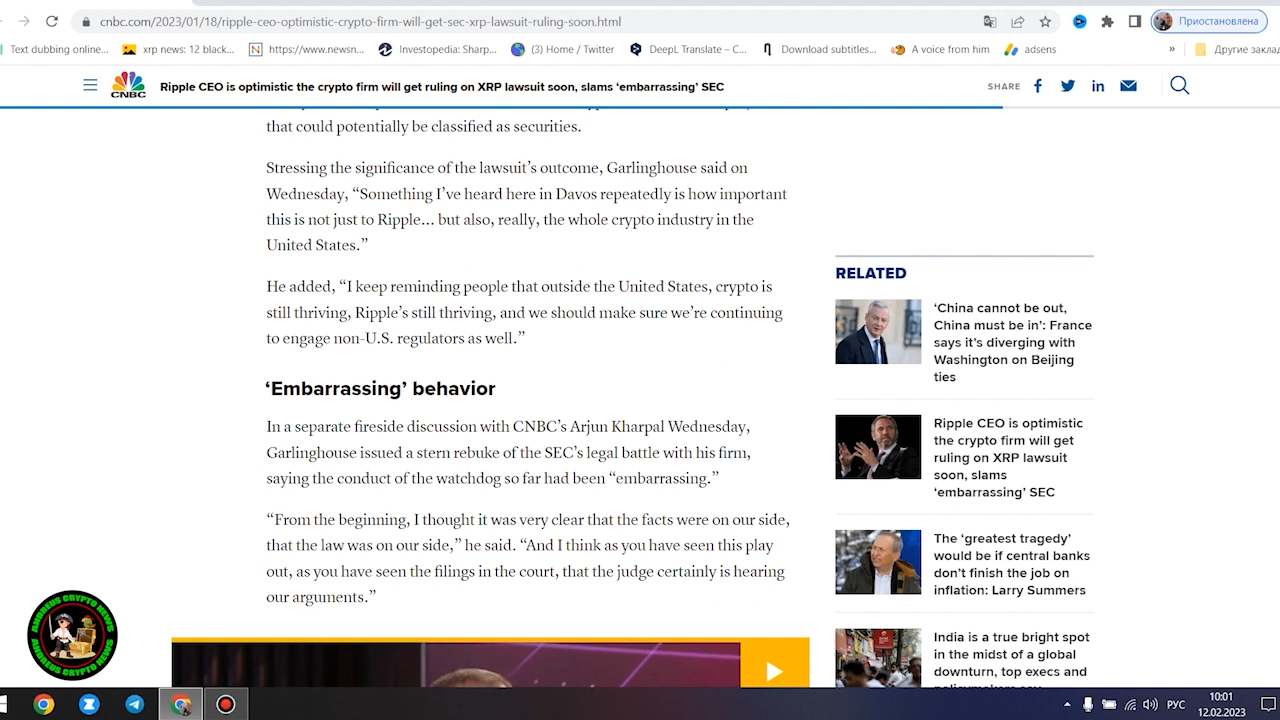 cnbc.com/2023/01/18/ripple-ceo-optimistic-crypto-firm-will-get-sec-xrp-lawsuit-ruling-soon.html
Приостановлена
Text dubbing online...
xrp news: 12 black...
https://www.newsn...
Investopedia: Sharp...
(3) Home / Twitter
DeepL Translate – C...
Download subtitles...
A voice from him
adsens
»
Другие закла
CNBC
Ripple CEO is optimistic the crypto firm will get ruling on XRP lawsuit soon, slams ‘embarrassing’ SEC
SHARE
that could potentially be classified as securities.
Stressing the significance of the lawsuit’s outcome, Garlinghouse said on
Wednesday, “Something I’ve heard here in Davos repeatedly is how important
this is not just to Ripple... but also, really, the whole crypto industry in the
United States.”
He added, “I keep reminding people that outside the United States, crypto is
still thriving, Ripple’s still thriving, and we should make sure we’re continuing
to engage non-U.S. regulators as well.”
‘Embarrassing’ behavior
In a separate fireside discussion with CNBC’s Arjun Kharpal Wednesday,
Garlinghouse issued a stern rebuke of the SEC’s legal battle with his firm,
saying the conduct of the watchdog so far had been “embarrassing.”
“From the beginning, I thought it was very clear that the facts were on our side,
that the law was on our side,” he said. “And I think as you have seen this play
out, as you have seen the filings in the court, that the judge certainly is hearing
our arguments.”
RELATED
‘China cannot be out,
China must be in’: France
says it’s diverging with
Washington on Beijing
ties
Ripple CEO is optimistic
the crypto firm will get
ruling on XRP lawsuit
soon, slams
‘embarrassing’ SEC
The ‘greatest tragedy’
would be if central banks
don’t finish the job on
inflation: Larry Summers
India is a true bright spot
in the midst of a global
downturn, top execs and
ANDREUS CRYPTO NEWS
ANDREUS CRYPTO NEWS
РУС
10:01
12.02.2023